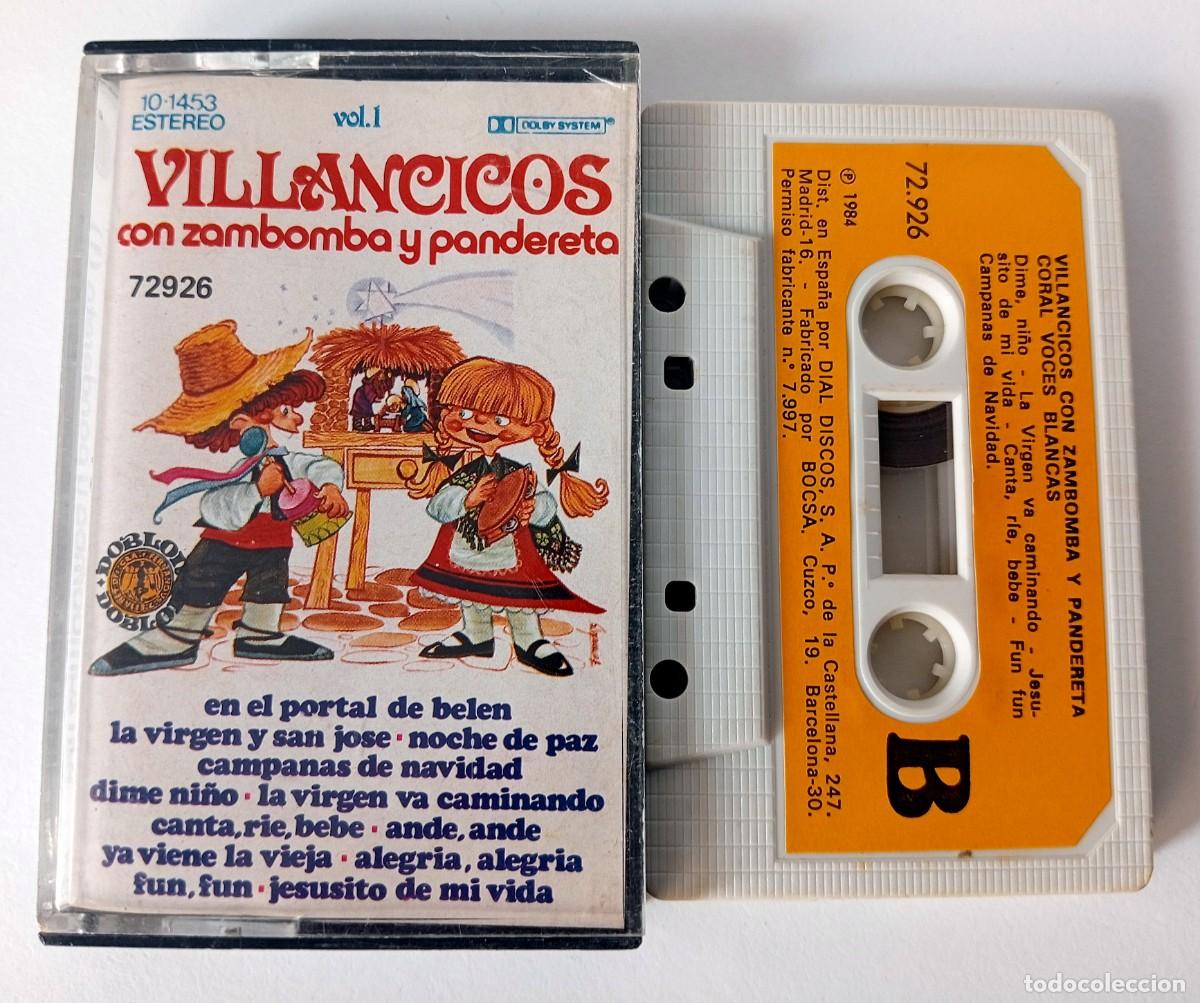 10-1453
ESTEREO
vol.1
DOLBY SYSTEM®
VILLANCICOS
con zambomba y pandereta
72926
DOBLON
DOBLON
en el portal de belen
la virgen y san jose · noche de paz
campanas de navidad
dime niño · la virgen va caminando
canta, rie, bebe · ande, ande
ya viene la vieja · alegria, alegria
fun, fun · jesusito de mi vida
72.926
VILLANCICOS CON ZAMBOMBA Y PANDERETA
CORAL VOCES BLANCAS
Dime, niño - La Virgen va caminando - Jesu-
sito de mi vida - Canta, ríe, bebe - Fun fun
Campanas de Navidad.
B
℗ 1984
Dist. en España por DIAL DISCOS, S. A. P.º de la Castellana, 247.
Madrid-16. - Fabricado por BOCSA. Cuzco, 19. Barcelona-30.
Permiso fabricante n.º 7.997.
todocoleccion